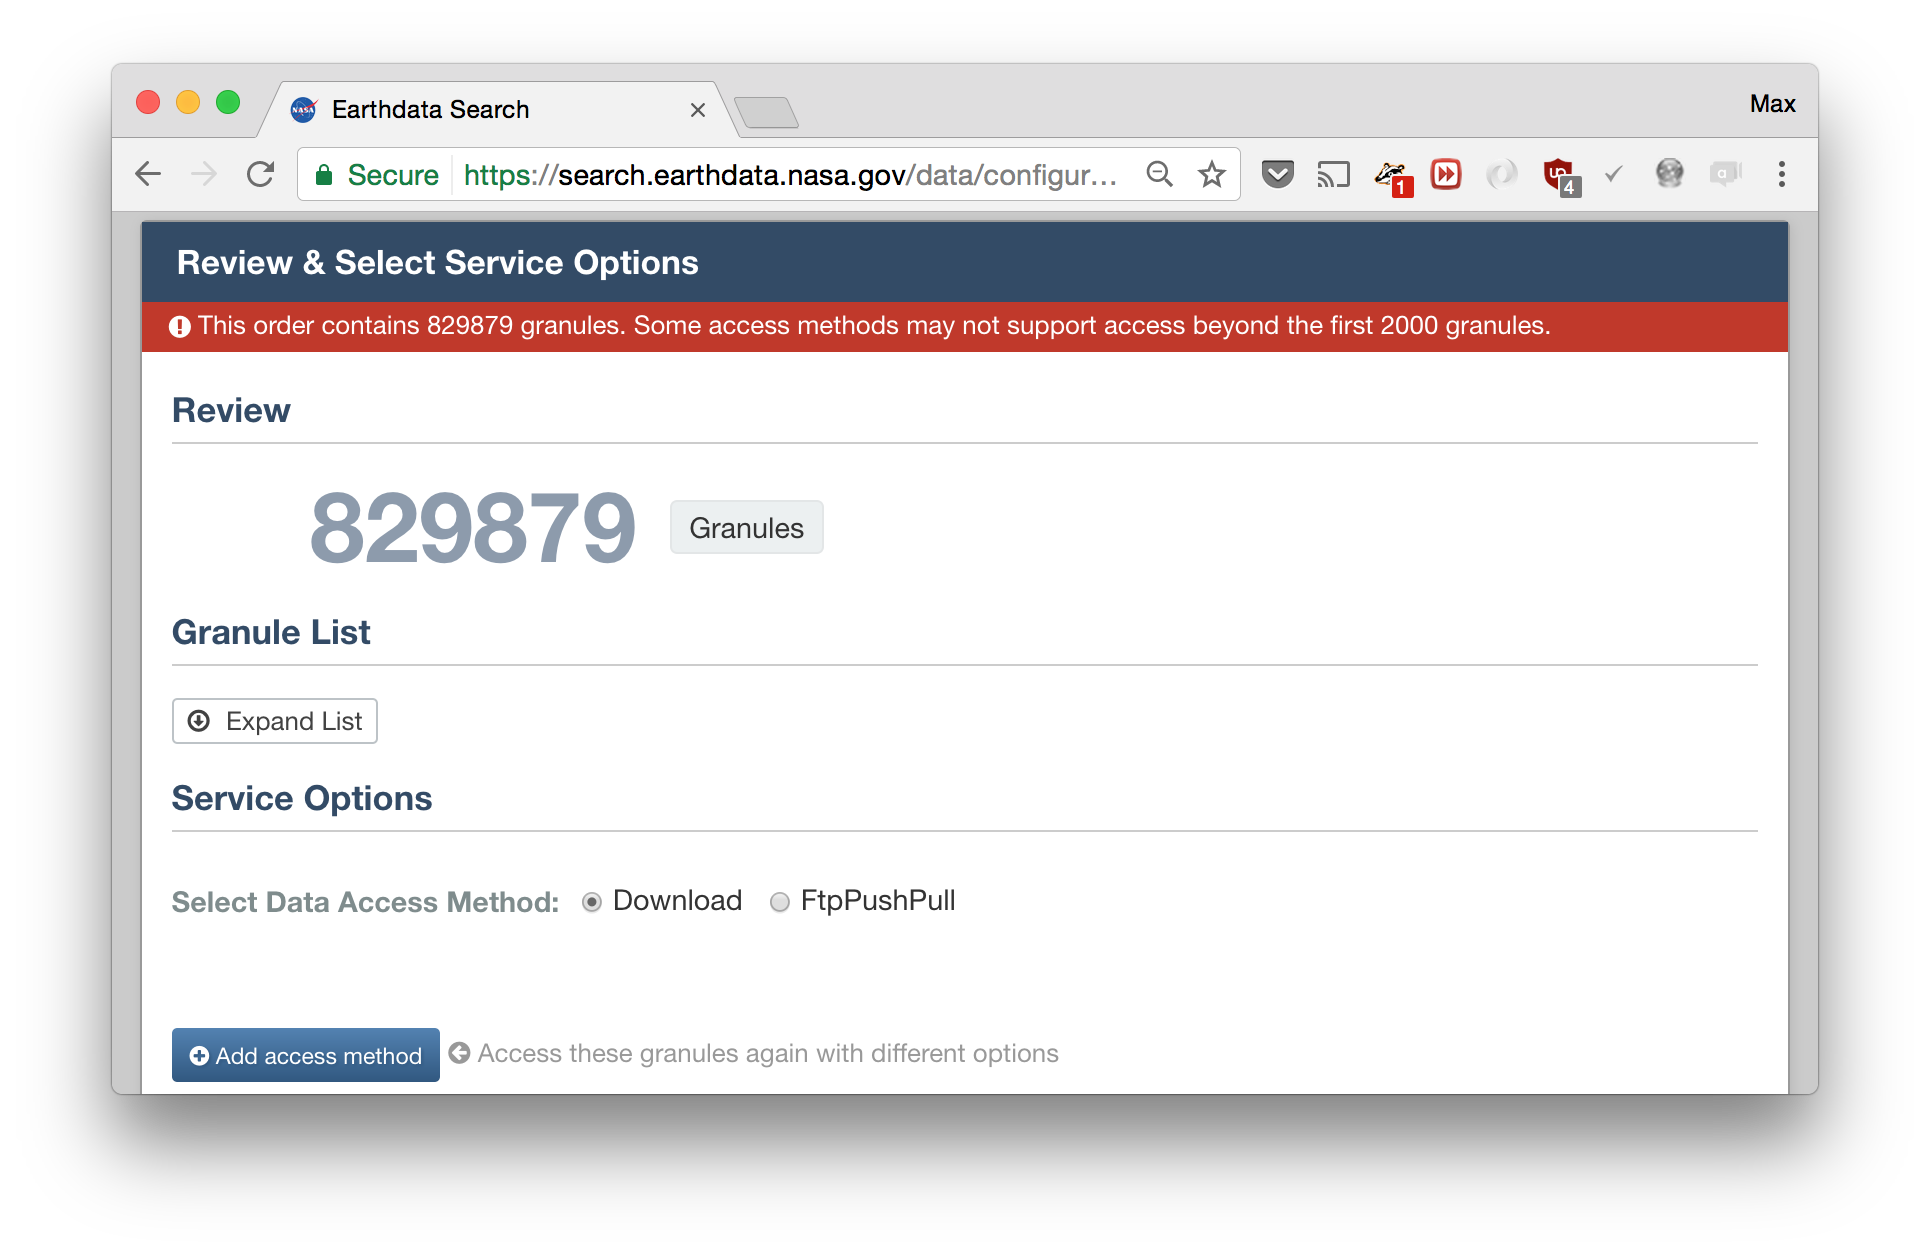 NASA
Earthdata Search
Max
Secure
https://search.earthdata.nasa.gov/data/configur...
1
4
a
Review & Select Service Options
This order contains 829879 granules. Some access methods may not support access beyond the first 2000 granules.
Review
829879 Granules
Granule List
Expand List
Service Options
Select Data Access Method: Download FtpPushPull
Add access method Access these granules again with different options